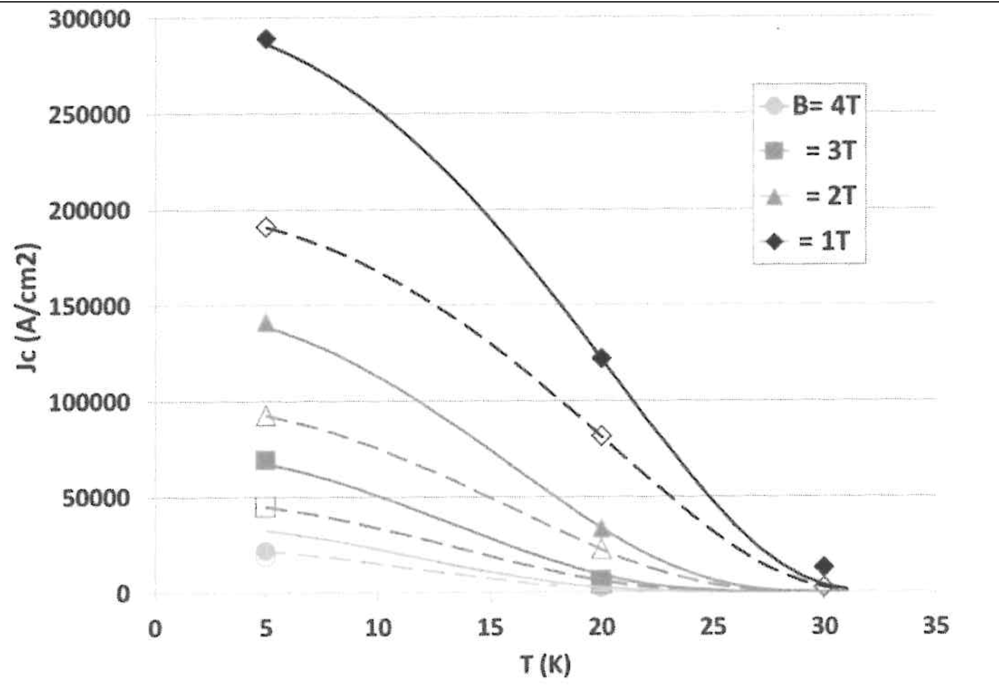 300000
250000
200000
150000
100000
50000
0
Jc (A/cm2)
B= 4T
= 3T
= 2T
= 1T
0 5 10 15 20 25 30 35
T (K)